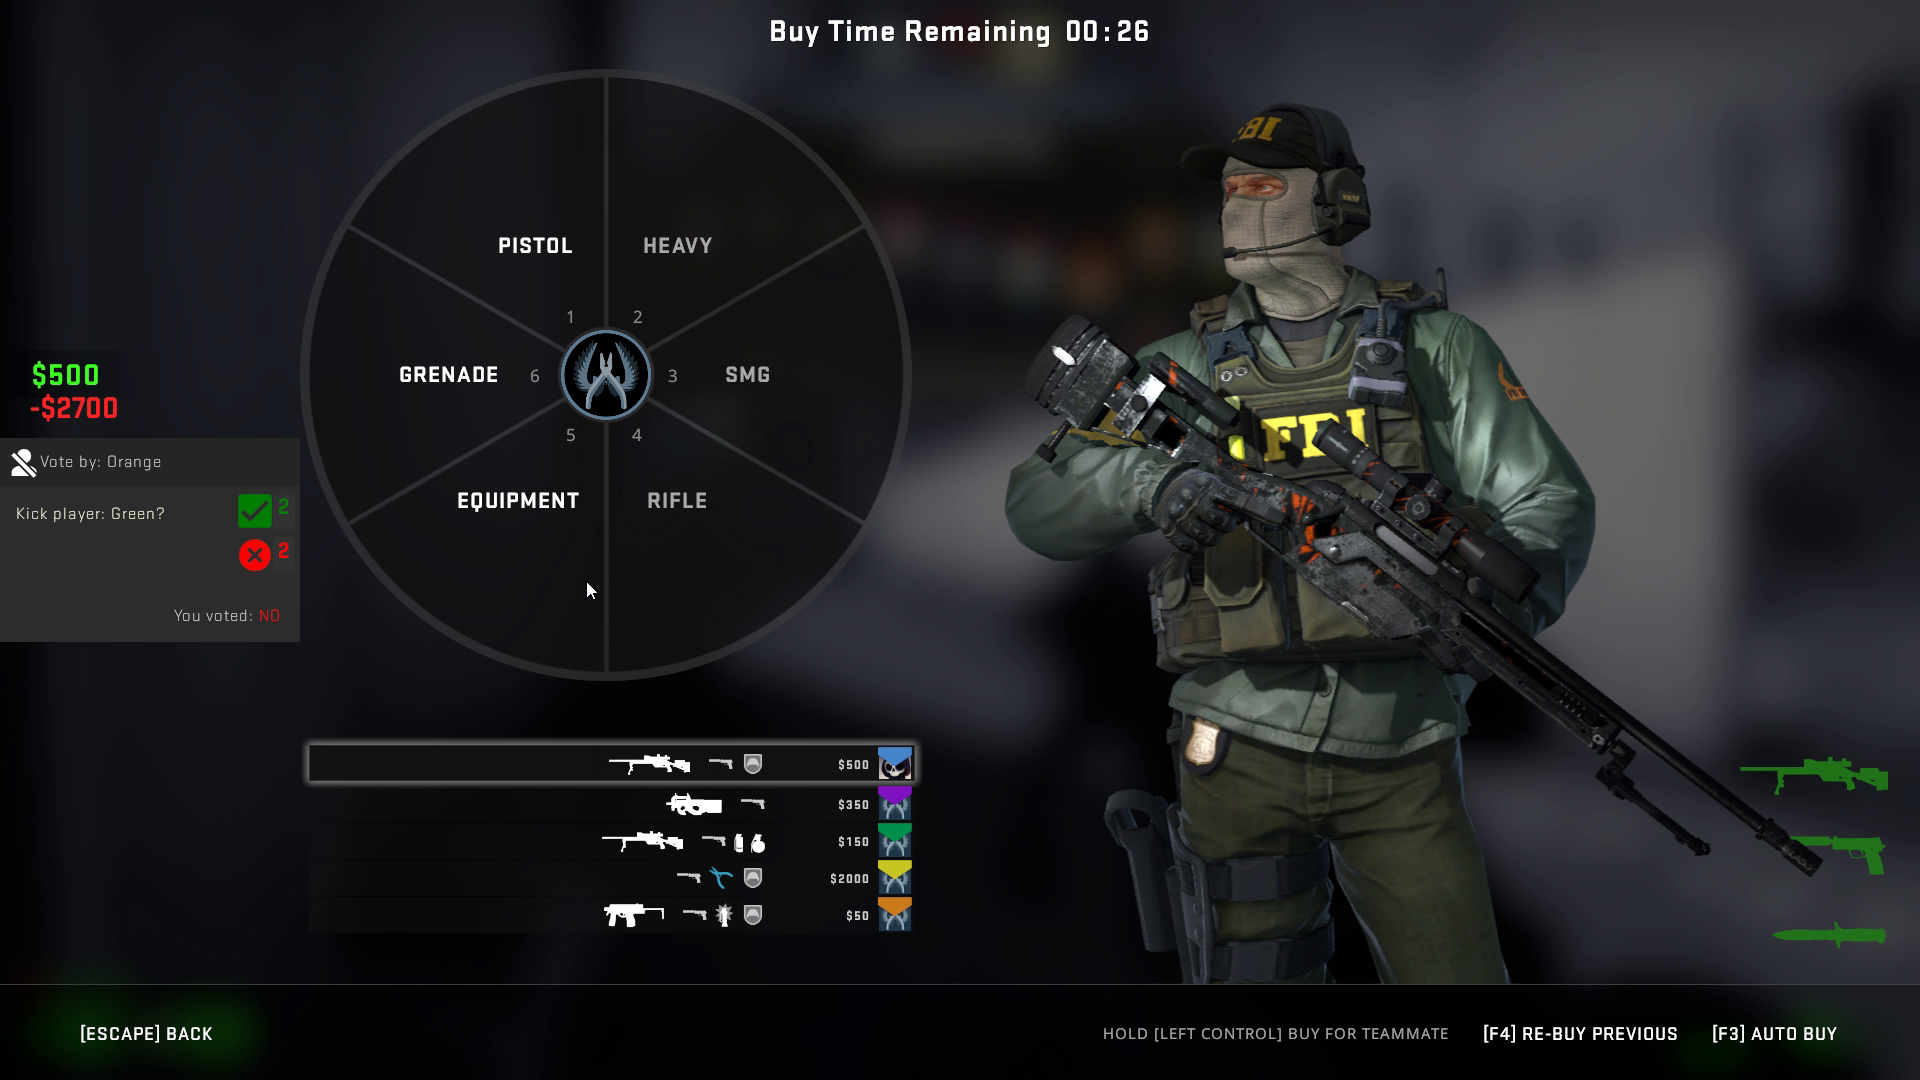 Buy Time Remaining 00:26
PISTOL
HEAVY
1
2
GRENADE
6
3
SMG
5
4
EQUIPMENT
RIFLE
$500
-$2700
Vote by: Orange
Kick player: Green?
2
2
You voted: NO
FBI
FBI
$500
$350
$150
$2000
$50
[ESCAPE] BACK
HOLD [LEFT CONTROL] BUY FOR TEAMMATE
[F4] RE-BUY PREVIOUS
[F3] AUTO BUY